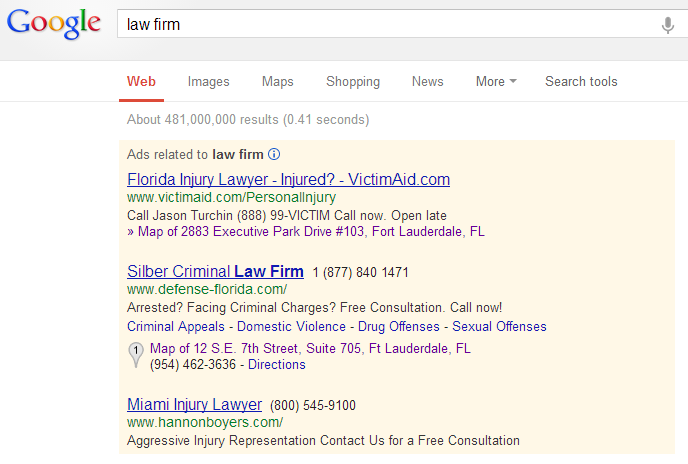 Google
law firm
Web Images Maps Shopping News More Search tools
About 481,000,000 results (0.41 seconds)
Ads related to law firm
Florida Injury Lawyer - Injured? - VictimAid.com
www.victimaid.com/PersonalInjury
Call Jason Turchin (888) 99-VICTIM Call now. Open late
» Map of 2883 Executive Park Drive #103, Fort Lauderdale, FL
Silber Criminal Law Firm 1 (877) 840 1471
www.defense-florida.com/
Arrested? Facing Criminal Charges? Free Consultation. Call now!
Criminal Appeals - Domestic Violence - Drug Offenses - Sexual Offenses
1 Map of 12 S.E. 7th Street, Suite 705, Ft Lauderdale, FL
(954) 462-3636 - Directions
Miami Injury Lawyer (800) 545-9100
www.hannonboyers.com/
Aggressive Injury Representation Contact Us for a Free Consultation